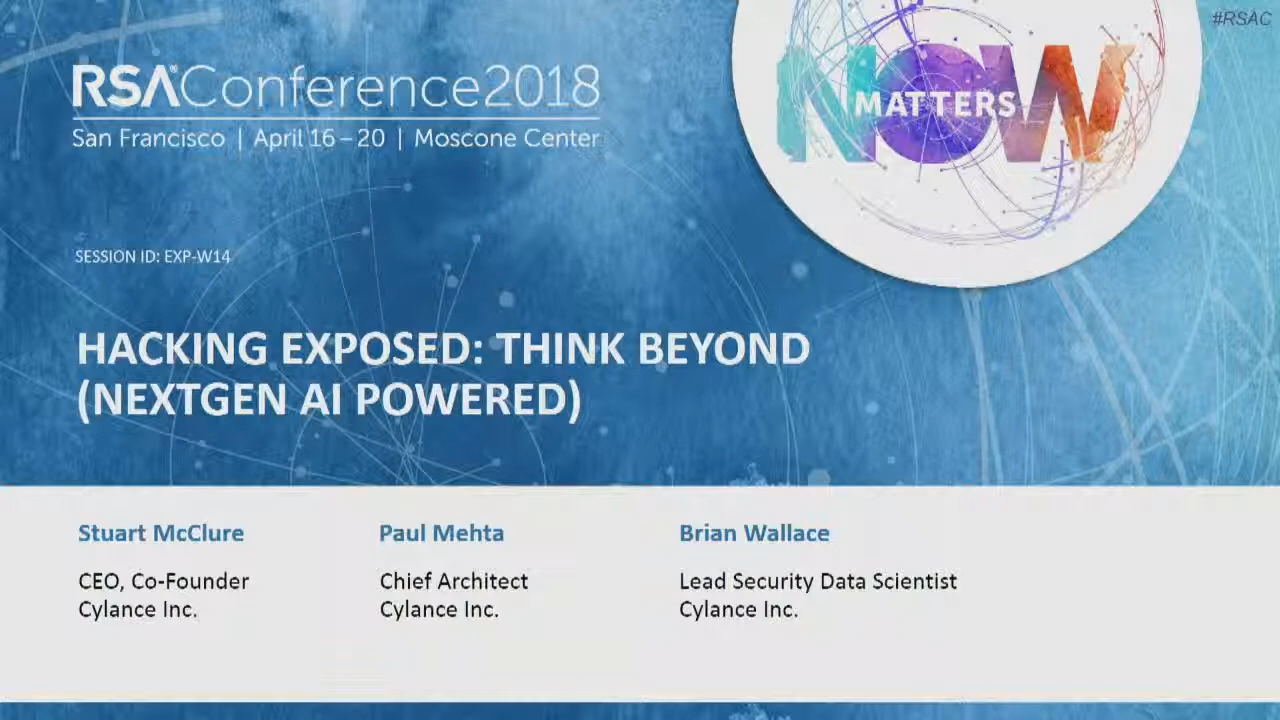 #RSAC
RSAConference2018
San Francisco | April 16–20 | Moscone Center
NOW
MATTERS
SESSION ID: EXP-W14
HACKING EXPOSED: THINK BEYOND
(NEXTGEN AI POWERED)
Stuart McClure
CEO, Co-Founder
Cylance Inc.
Paul Mehta
Chief Architect
Cylance Inc.
Brian Wallace
Lead Security Data Scientist
Cylance Inc.